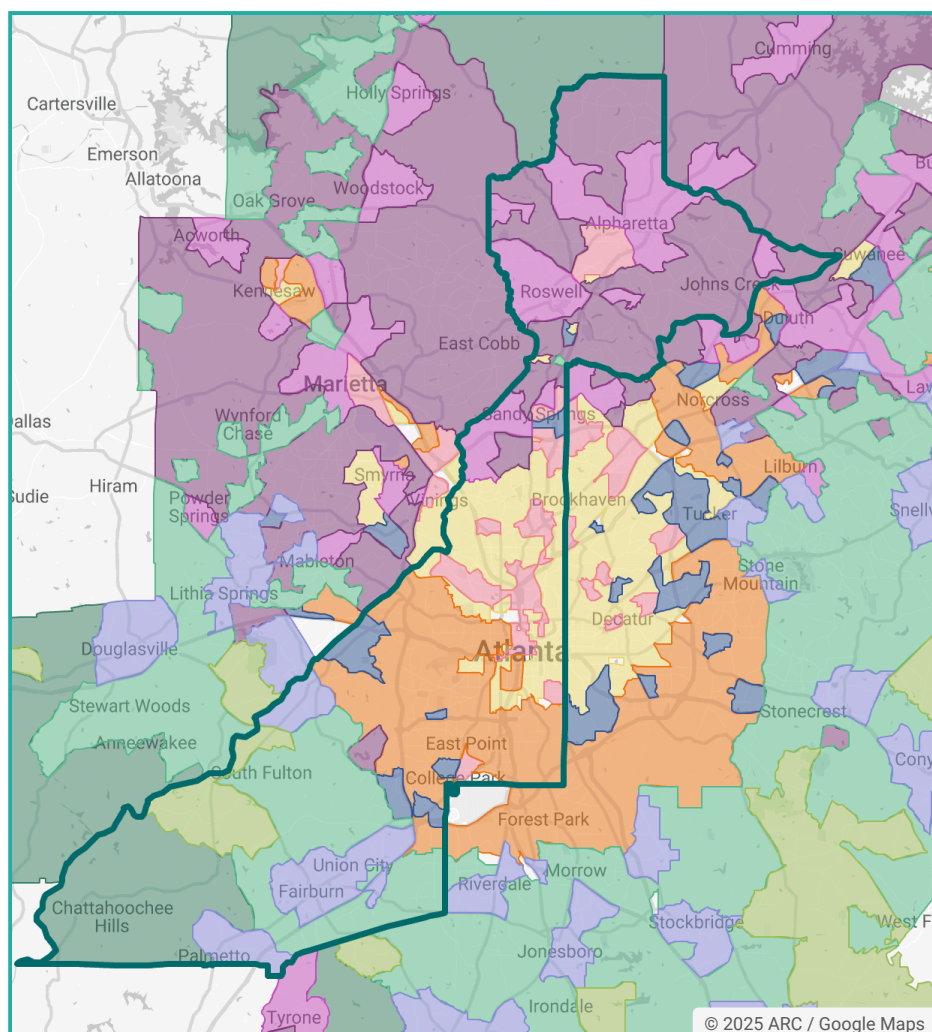 Cumming
Holly Springs
Cartersville
Emerson
Allatoona
Woodstock
Oak Grove
Alpharetta
Acworth
Suwanee
Kennesaw
Roswell
Johns Creek
Duluth
East Cobb
Marietta
Norcross
Sandy Springs
Wynford
Chase
Lilburn
Smyrna
Hiram
Vinings
Brookhaven
Powder
Springs
Tucker
Mableton
Stone
Mountain
Lithia Springs
Decatur
Douglasville
Atlanta
Stewart Woods
Stonecrest
Anneewakee
East Point
South Fulton
College Park
Forest Park
Union City
Morrow
Fairburn
Riverdale
Chattahoochee
Hills
Stockbridge
West F
Palmetto
Jonesboro
Irondale
Tyrone
© 2025 ARC / Google Maps